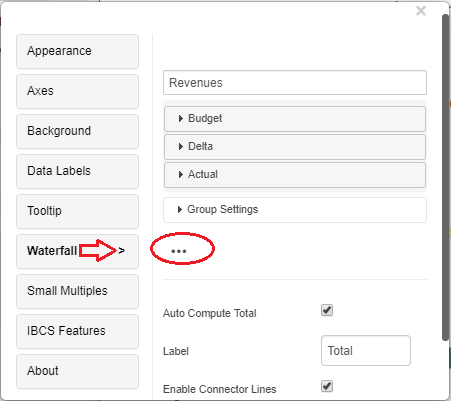 ×
Appearance
Axes
Background
Data Labels
Tooltip
Waterfall >
Small Multiples
IBCS Features
About
Revenues
Budget
Delta
Actual
Group Settings
•••
Auto Compute Total
Label Total
Enable Connector Lines